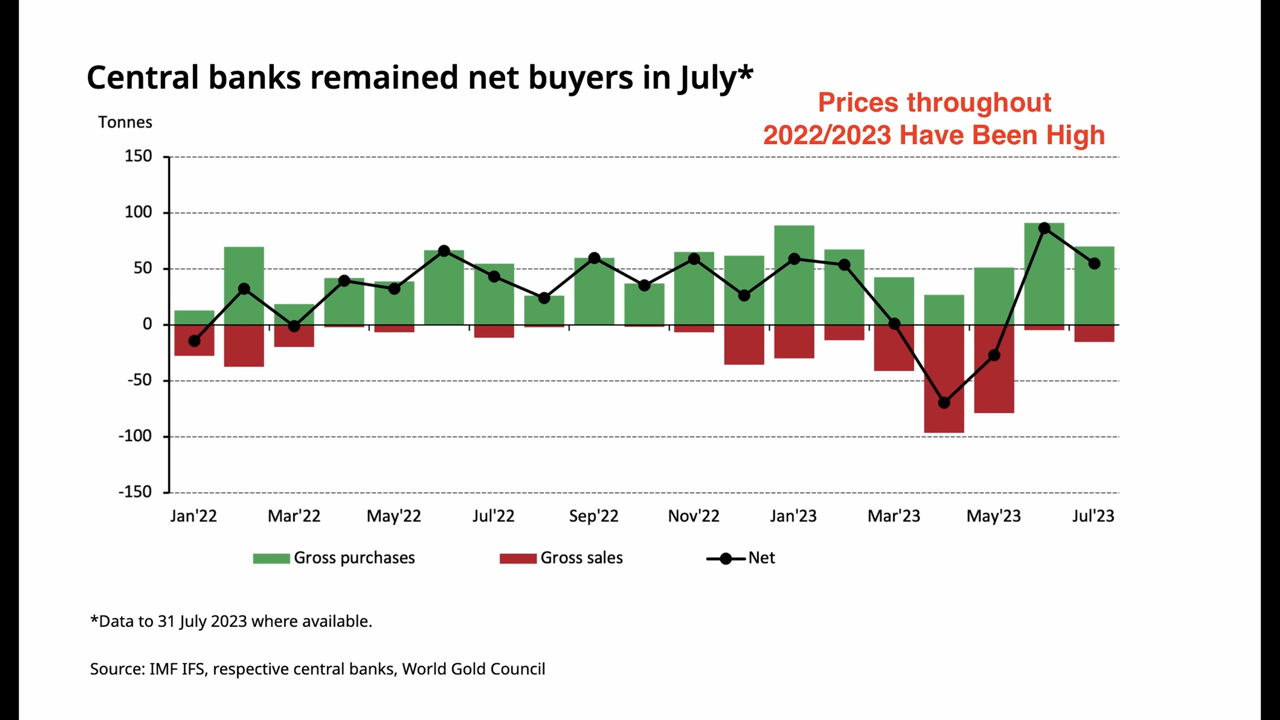 Central banks remained net buyers in July*
Prices throughout
2022/2023 Have Been High
Tonnes
150
100
50
0
-50
-100
-150
Jan'22 Mar'22 May'22 Jul'22 Sep'22 Nov'22 Jan'23 Mar'23 May'23 Jul'23
Gross purchases Gross sales Net
*Data to 31 July 2023 where available.
Source: IMF IFS, respective central banks, World Gold Council